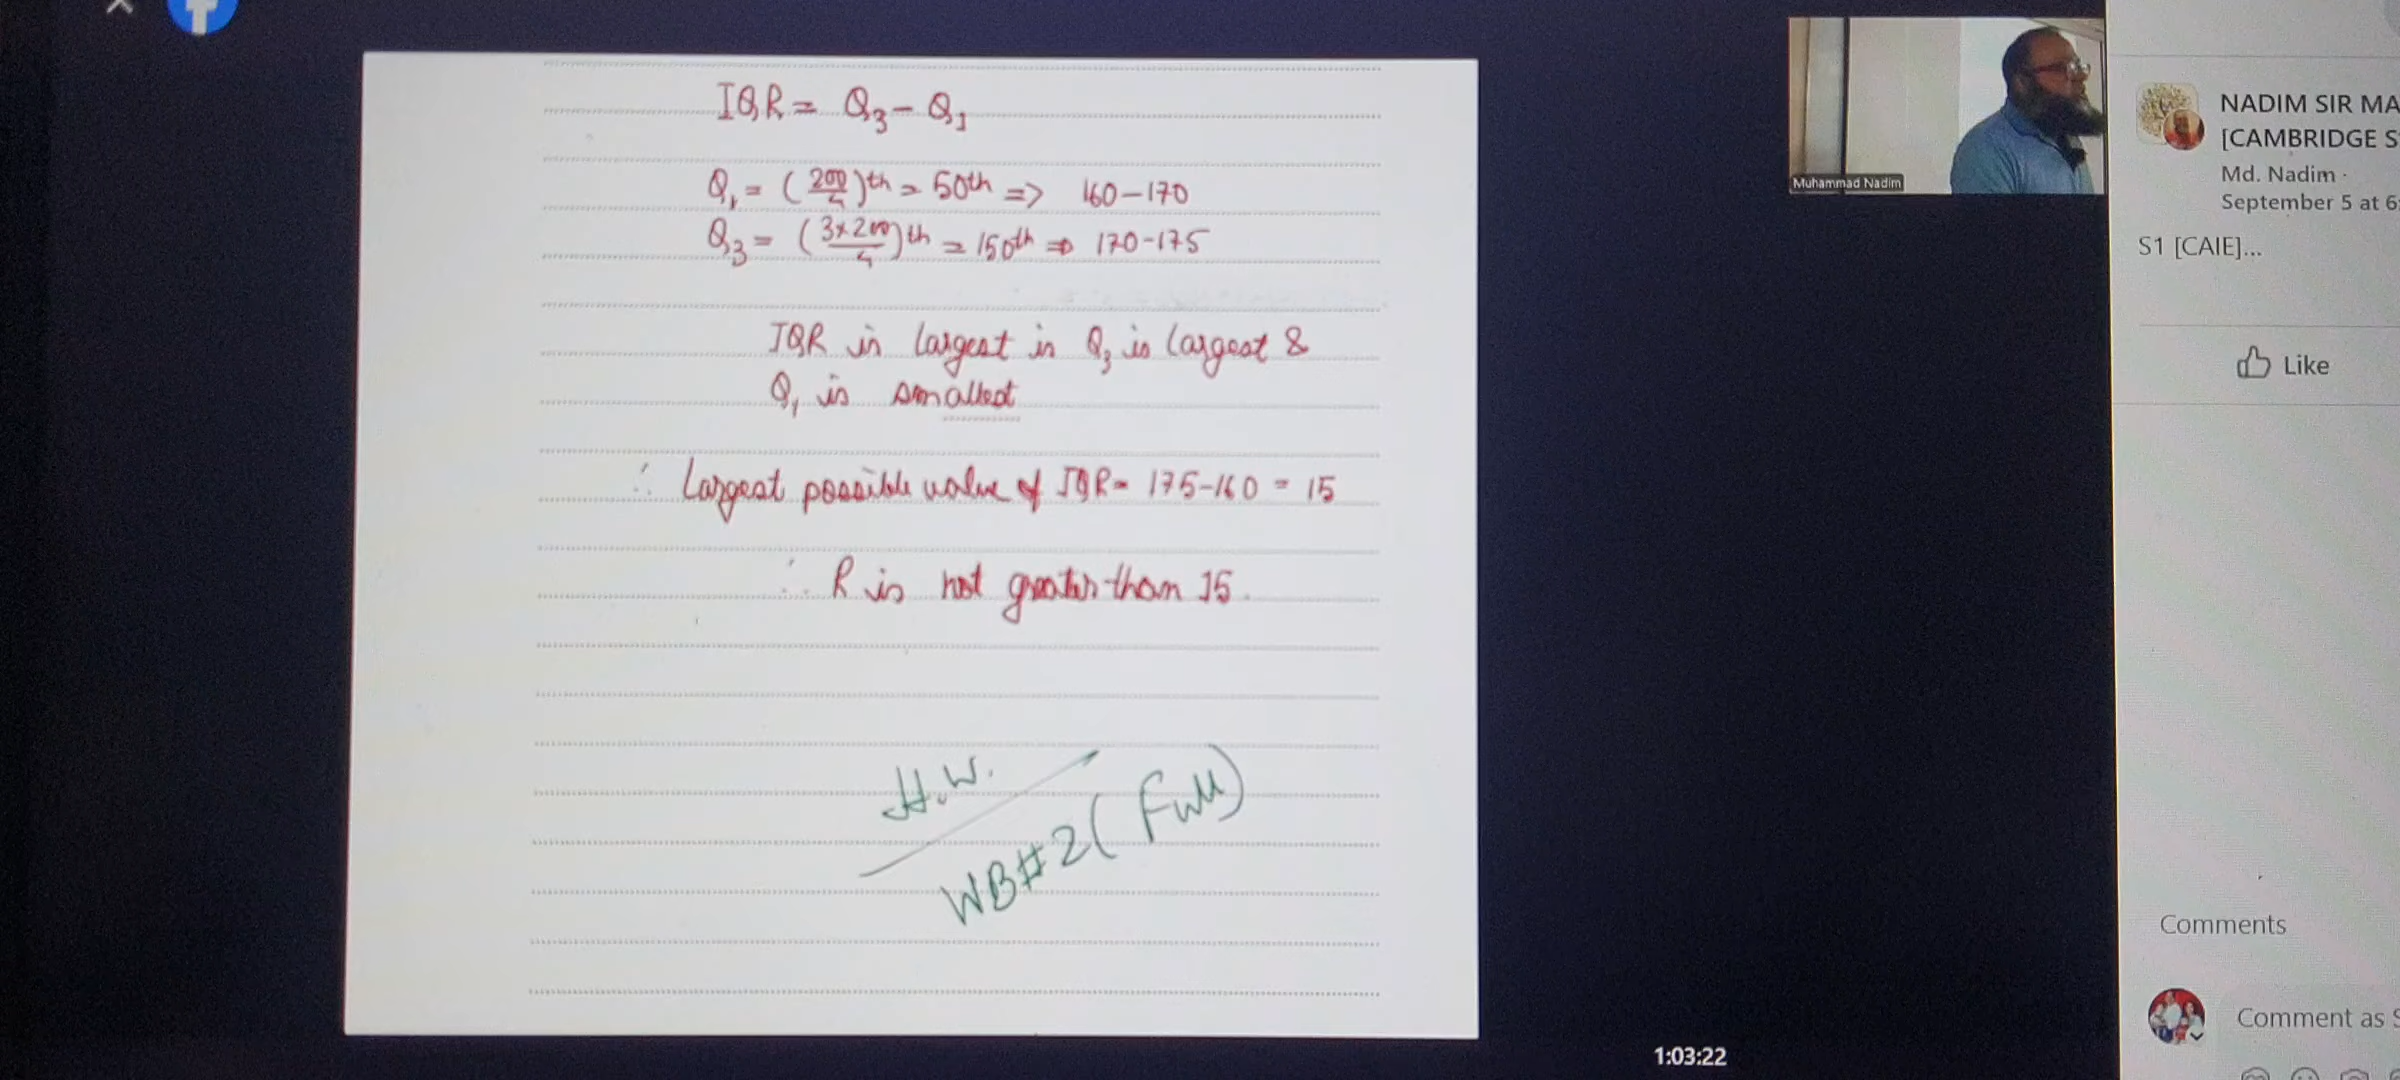 IQR = Q3 - Q1
Q1 = (200/4)th = 50th => 160-170
Q3 = (3x200/4)th = 150th => 170-175
IQR is largest is Q3 is largest &
Q1 is smallest
∴ Largest possible value of IQR = 175-160 = 15
∴ R is not greater than 15.
H.W.
WB#2 (Full)
Muhammad Nadim
1:03:22
NADIM SIR MA
[CAMBRIDGE S
Md. Nadim ·
September 5 at 6:
S1 [CAIE]...
Like
Comments
Comment as S